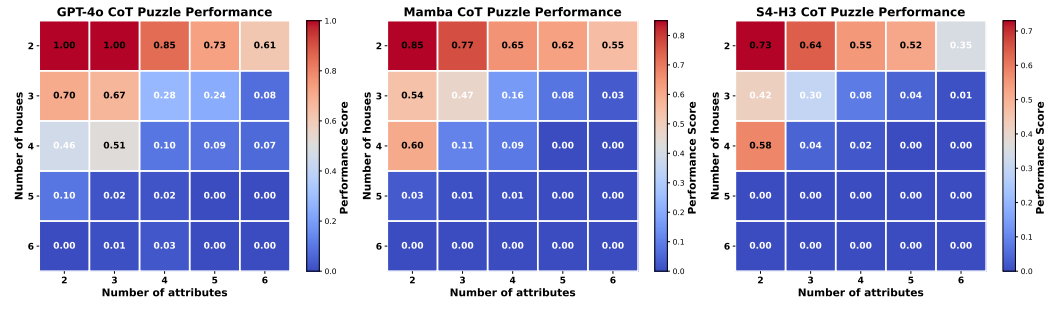 GPT-4o CoT Puzzle Performance
Number of houses
2
3
4
5
6
1.00 1.00 0.85 0.73 0.61
0.70 0.67 0.28 0.24 0.08
0.46 0.51 0.10 0.09 0.07
0.10 0.02 0.02 0.00 0.00
0.00 0.01 0.03 0.00 0.00
2 3 4 5 6
Number of attributes
1.0
0.8
0.6
0.4
0.2
0.0
Performance Score
Mamba CoT Puzzle Performance
Number of houses
2
3
4
5
6
0.85 0.77 0.65 0.62 0.55
0.54 0.47 0.16 0.08 0.03
0.60 0.11 0.09 0.00 0.00
0.03 0.01 0.01 0.00 0.00
0.00 0.00 0.00 0.00 0.00
2 3 4 5 6
Number of attributes
0.8
0.7
0.6
0.5
0.4
0.3
0.2
0.1
0.0
Performance Score
S4-H3 CoT Puzzle Performance
Number of houses
2
3
4
5
6
0.73 0.64 0.55 0.52 0.35
0.42 0.30 0.08 0.04 0.01
0.58 0.04 0.02 0.00 0.00
0.00 0.00 0.00 0.00 0.00
0.00 0.00 0.00 0.00 0.00
2 3 4 5 6
Number of attributes
0.7
0.6
0.5
0.4
0.3
0.2
0.1
0.0
Performance Score